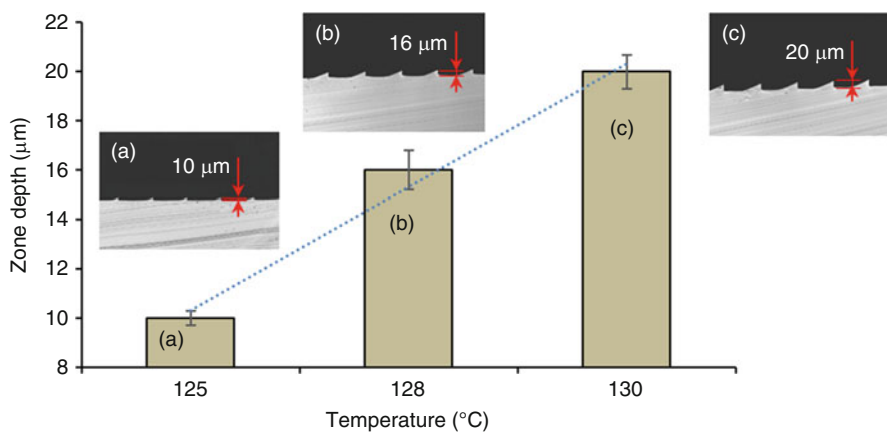 22
20
18
16
14
12
10
8
Zone depth (μm)
(a)
10 μm
(b)
16 μm
(c)
20 μm
(a)
(b)
(c)
125
128
130
Temperature (°C)